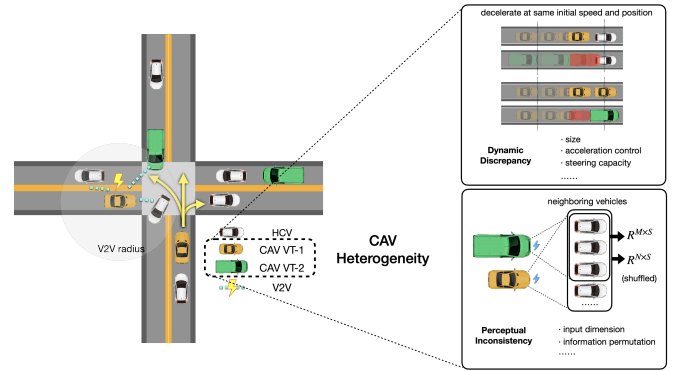 decelerate at same initial speed and position
Dynamic
Discrepancy
· size
· acceleration control
· steering capacity
......
V2V radius
HCV
CAV VT-1
CAV VT-2
V2V
CAV
Heterogeneity
neighboring vehicles
R^{M×S}
R^{N×S}
(shuffled)
......
Perceptual
Inconsistency
· input dimension
· information permutation
......